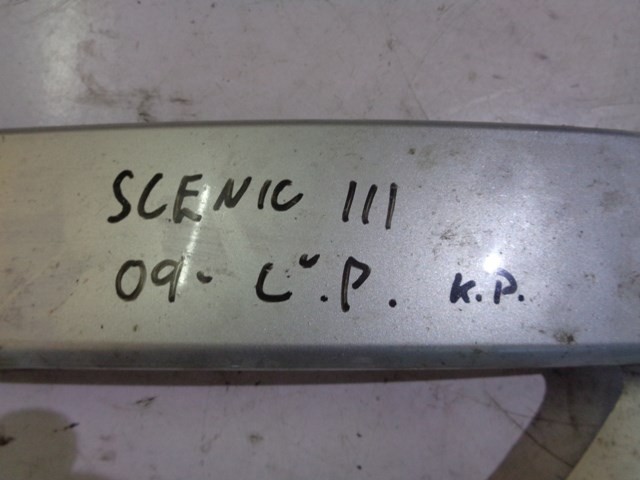 SCENIC III
09- L".P. K.P.